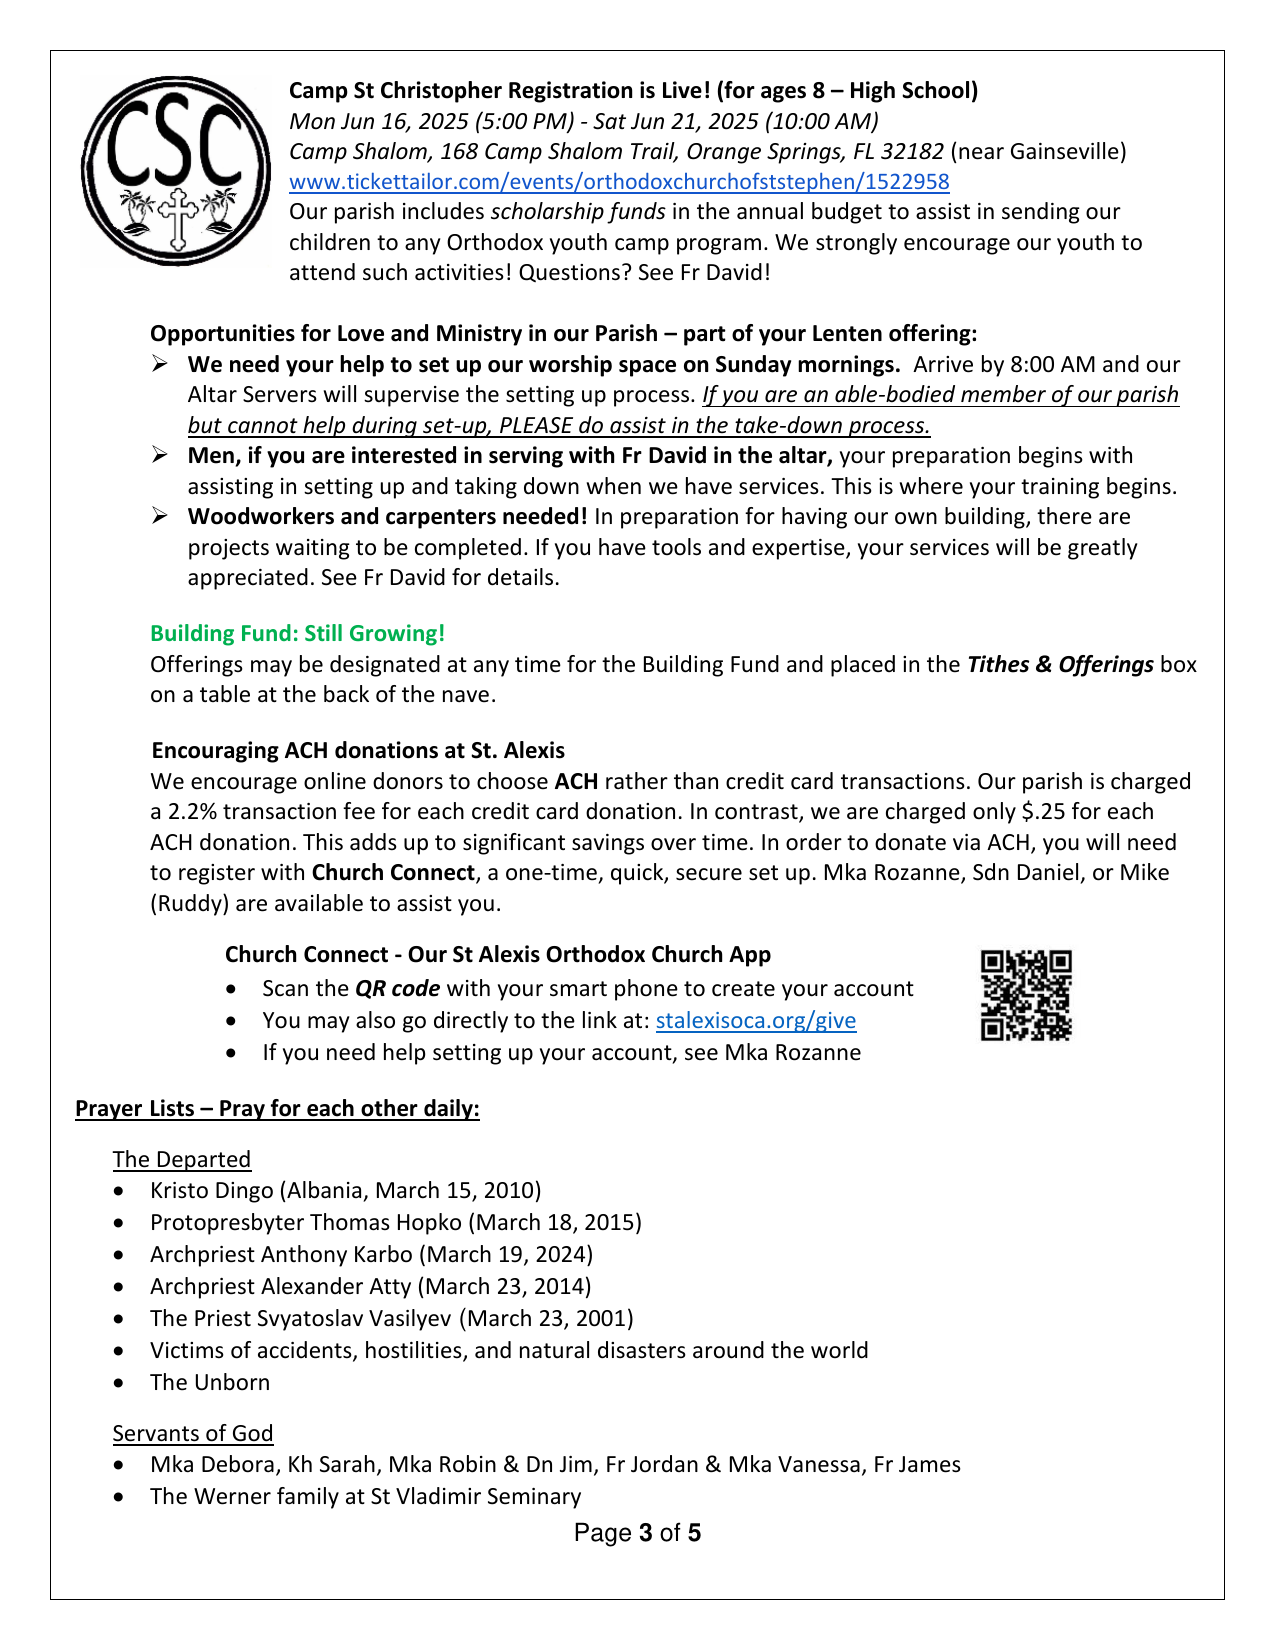 CSC
Camp St Christopher Registration is Live! (for ages 8 – High School)
Mon Jun 16, 2025 (5:00 PM) - Sat Jun 21, 2025 (10:00 AM)
Camp Shalom, 168 Camp Shalom Trail, Orange Springs, FL 32182 (near Gainseville)
www.tickettailor.com/events/orthodoxchurchofststephen/1522958
Our parish includes scholarship funds in the annual budget to assist in sending our
children to any Orthodox youth camp program. We strongly encourage our youth to
attend such activities! Questions? See Fr David!
Opportunities for Love and Ministry in our Parish – part of your Lenten offering:
➢ We need your help to set up our worship space on Sunday mornings. Arrive by 8:00 AM and our
Altar Servers will supervise the setting up process. If you are an able-bodied member of our parish
but cannot help during set-up, PLEASE do assist in the take-down process.
➢ Men, if you are interested in serving with Fr David in the altar, your preparation begins with
assisting in setting up and taking down when we have services. This is where your training begins.
➢ Woodworkers and carpenters needed! In preparation for having our own building, there are
projects waiting to be completed. If you have tools and expertise, your services will be greatly
appreciated. See Fr David for details.
Building Fund: Still Growing!
Offerings may be designated at any time for the Building Fund and placed in the Tithes & Offerings box
on a table at the back of the nave.
Encouraging ACH donations at St. Alexis
We encourage online donors to choose ACH rather than credit card transactions. Our parish is charged
a 2.2% transaction fee for each credit card donation. In contrast, we are charged only $.25 for each
ACH donation. This adds up to significant savings over time. In order to donate via ACH, you will need
to register with Church Connect, a one-time, quick, secure set up. Mka Rozanne, Sdn Daniel, or Mike
(Ruddy) are available to assist you.
Church Connect - Our St Alexis Orthodox Church App
• Scan the QR code with your smart phone to create your account
• You may also go directly to the link at: stalexisoca.org/give
• If you need help setting up your account, see Mka Rozanne
Prayer Lists – Pray for each other daily:
The Departed
• Kristo Dingo (Albania, March 15, 2010)
• Protopresbyter Thomas Hopko (March 18, 2015)
• Archpriest Anthony Karbo (March 19, 2024)
• Archpriest Alexander Atty (March 23, 2014)
• The Priest Svyatoslav Vasilyev (March 23, 2001)
• Victims of accidents, hostilities, and natural disasters around the world
• The Unborn
Servants of God
• Mka Debora, Kh Sarah, Mka Robin & Dn Jim, Fr Jordan & Mka Vanessa, Fr James
• The Werner family at St Vladimir Seminary
Page 3 of 5